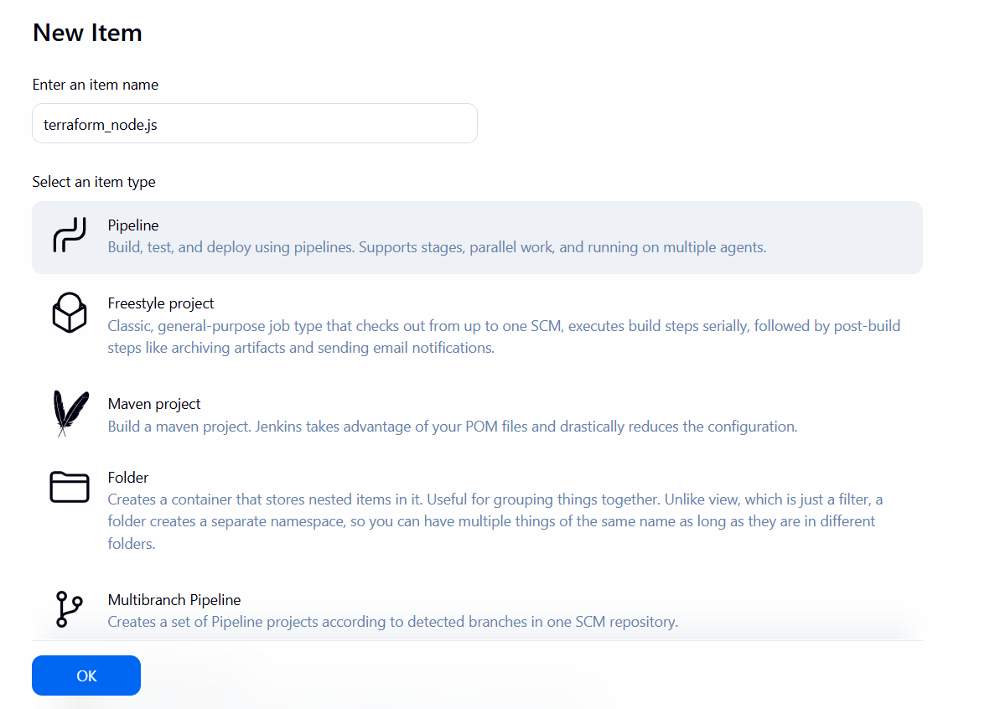 New Item
Enter an item name
terraform_node.js
Select an item type
Pipeline
Build, test, and deploy using pipelines. Supports stages, parallel work, and running on multiple agents.
Freestyle project
Classic, general-purpose job type that checks out from up to one SCM, executes build steps serially, followed by post-build
steps like archiving artifacts and sending email notifications.
Maven project
Build a maven project. Jenkins takes advantage of your POM files and drastically reduces the configuration.
Folder
Creates a container that stores nested items in it. Useful for grouping things together. Unlike view, which is just a filter, a
folder creates a separate namespace, so you can have multiple things of the same name as long as they are in different
folders.
Multibranch Pipeline
Creates a set of Pipeline projects according to detected branches in one SCM repository.
OK